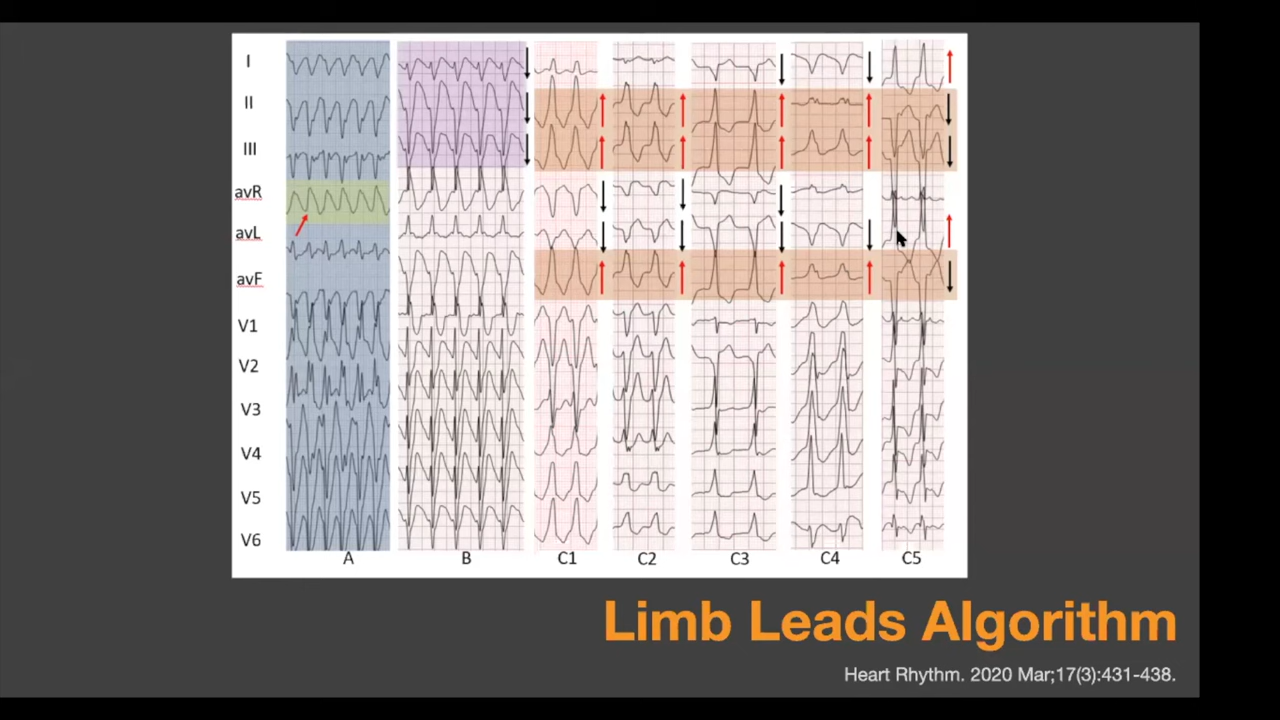 I
II
III
avR
avL
avF
V1
V2
V3
V4
V5
V6
A B C1 C2 C3 C4 C5
Limb Leads Algorithm
Heart Rhythm. 2020 Mar;17(3):431-438.